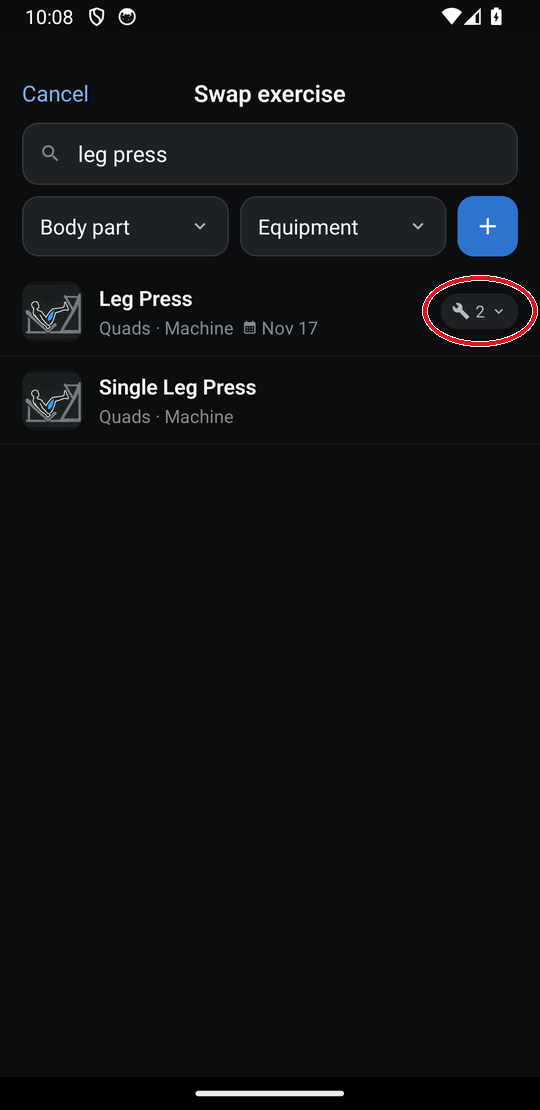 10:08
Cancel
Swap exercise
leg press
Body part
Equipment
+
Leg Press
Quads · Machine Nov 17
2
Single Leg Press
Quads · Machine